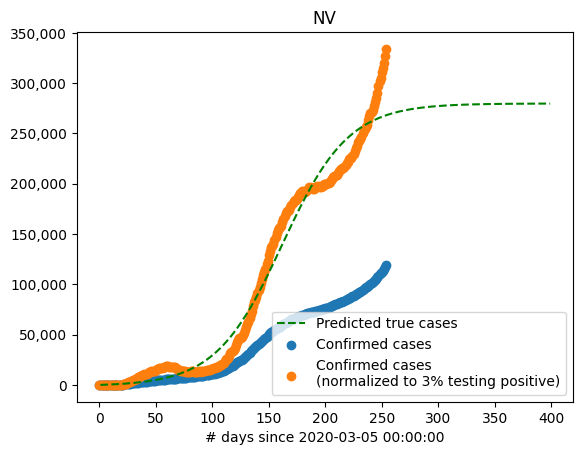 NV
350,000
300,000
250,000
200,000
150,000
100,000
50,000
0
Predicted true cases
Confirmed cases
Confirmed cases
(normalized to 3% testing positive)
0 50 100 150 200 250 300 350 400
# days since 2020-03-05 00:00:00